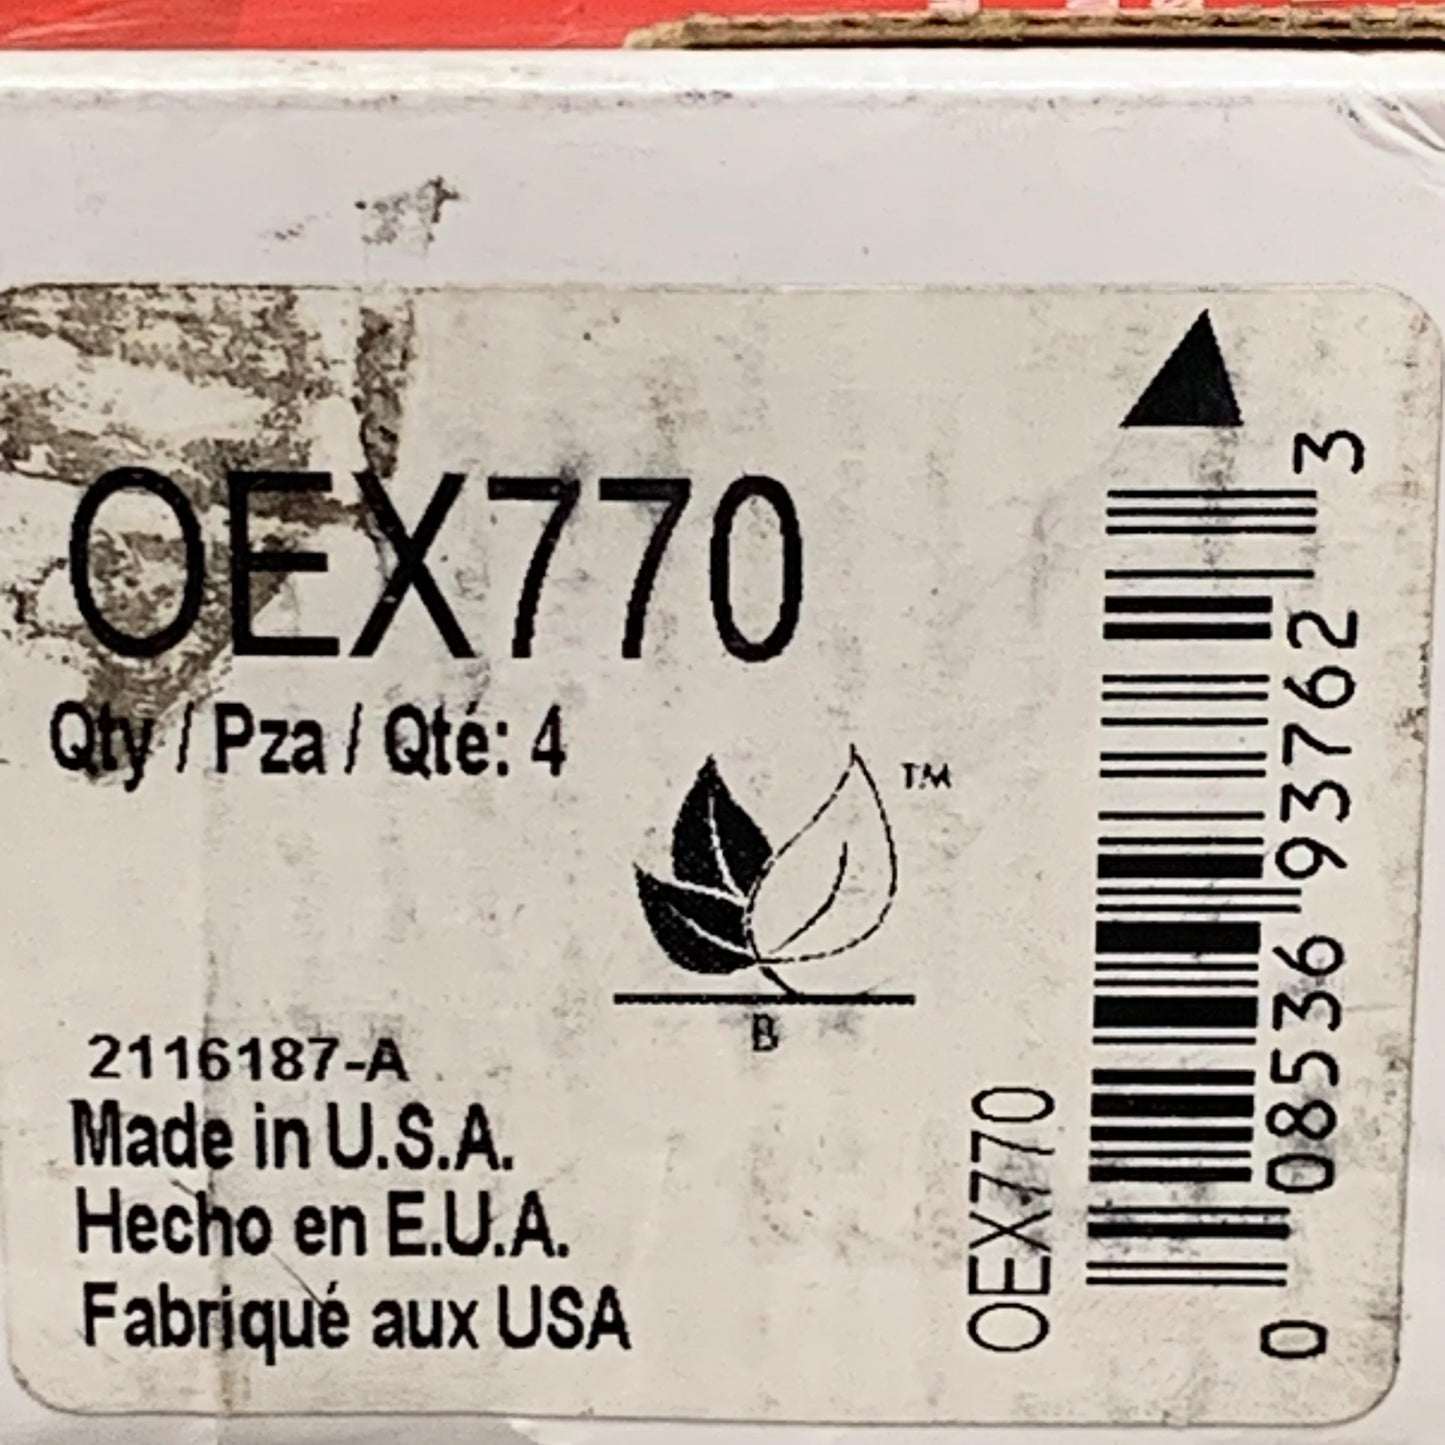 OEX770
Qty / Pza / Qté: 4
TM
B
2116187-A
Made in U.S.A.
Hecho en E.U.A.
Fabriqué aux USA
OEX770
0 08536 93762 3